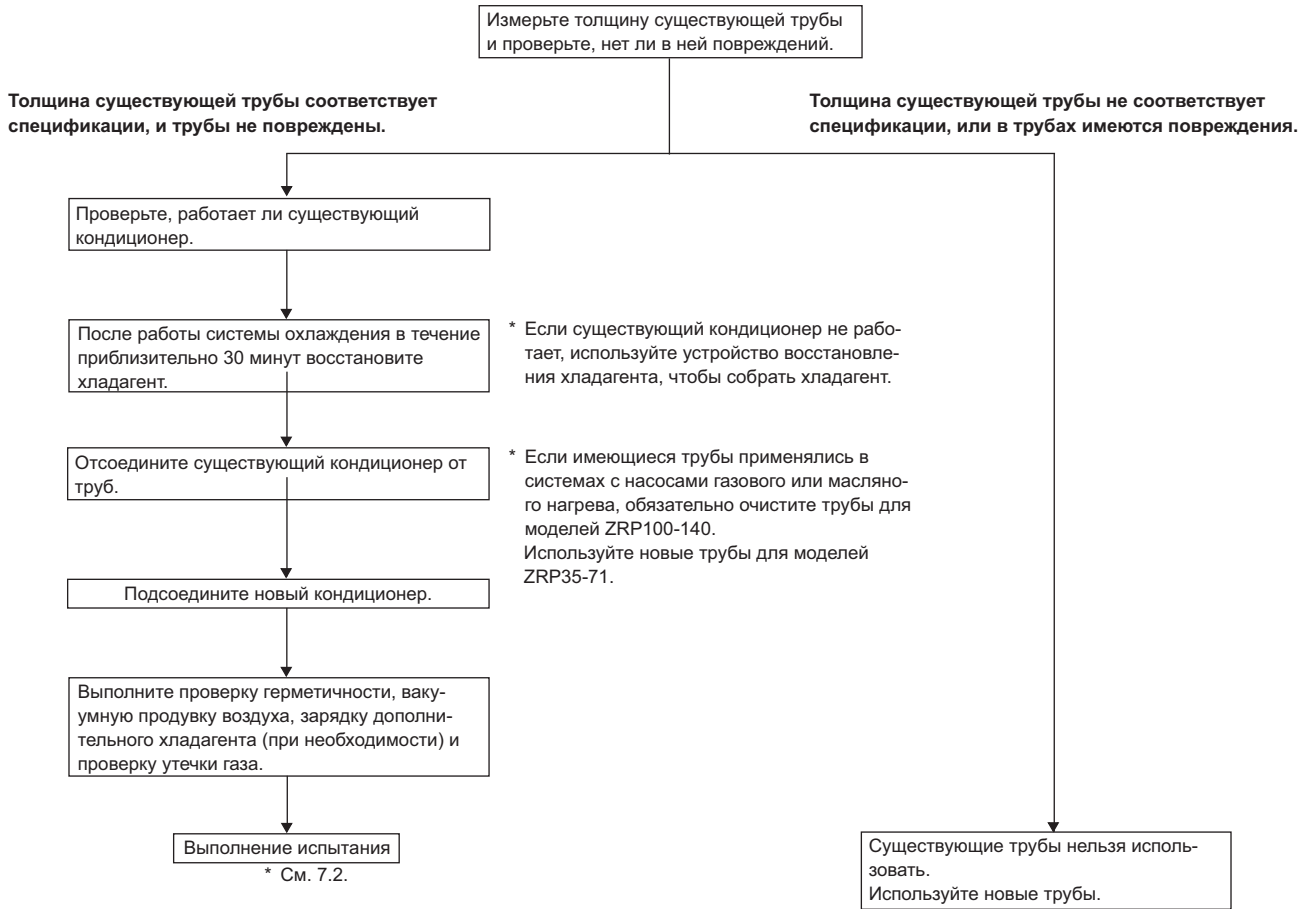 Измерьте толщину существующей трубы
и проверьте, нет ли в ней повреждений.
Толщина существующей трубы соответствует
спецификации, и трубы не повреждены.
Толщина существующей трубы не соответствует
спецификации, или в трубах имеются повреждения.
Проверьте, работает ли существующий
кондиционер.
После работы системы охлаждения в течение
приблизительно 30 минут восстановите
хладагент.
* Если существующий кондиционер не рабо-
тает, используйте устройство восстановле-
ния хладагента, чтобы собрать хладагент.
Отсоедините существующий кондиционер от
труб.
* Если имеющиеся трубы применялись в
системах с насосами газового или масляно-
го нагрева, обязательно очистите трубы для
моделей ZRP100-140.
Используйте новые трубы для моделей
ZRP35-71.
Подсоедините новый кондиционер.
Выполните проверку герметичности, ваку-
умную продувку воздуха, зарядку дополни-
тельного хладагента (при необходимости) и
проверку утечки газа.
Выполнение испытания
* См. 7.2.
Существующие трубы нельзя исполь-
зовать.
Используйте новые трубы.